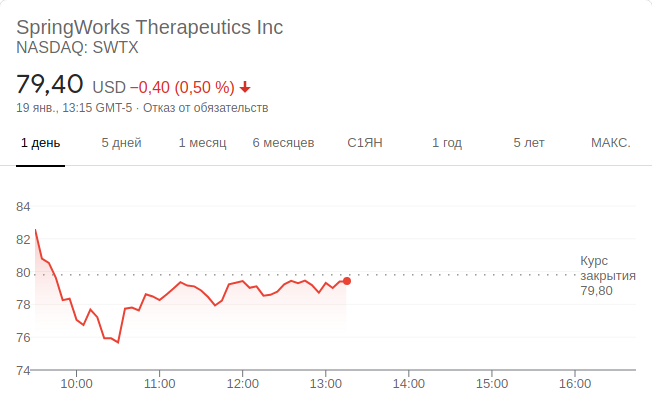 SpringWorks Therapeutics Inc
NASDAQ: SWTX
79,40 USD −0,40 (0,50 %)
19 янв., 13:15 GMT-5 · Отказ от обязательств
1 день 5 дней 1 месяц 6 месяцев С1ЯН 1 год 5 лет МАКС.
84
82
80
78
76
74
Курс
закрытия
79,80
10:00 11:00 12:00 13:00 14:00 15:00 16:00